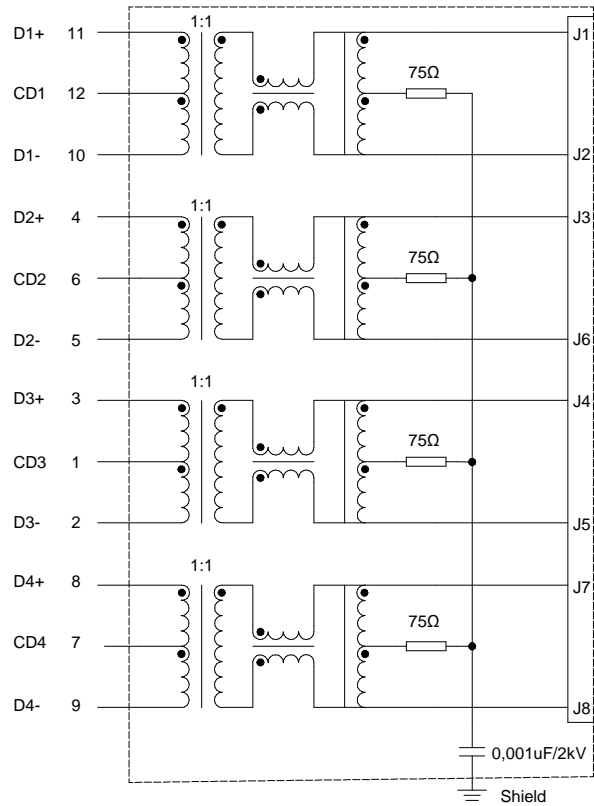 1:1
D1+ 11 J1
75Ω
CD1 12
D1- 10 J2
1:1
D2+ 4 J3
75Ω
CD2 6
D2- 5 J6
1:1
D3+ 3 J4
75Ω
CD3 1
D3- 2 J5
1:1
D4+ 8 J7
75Ω
CD4 7
D4- 9 J8
0,001uF/2kV
Shield